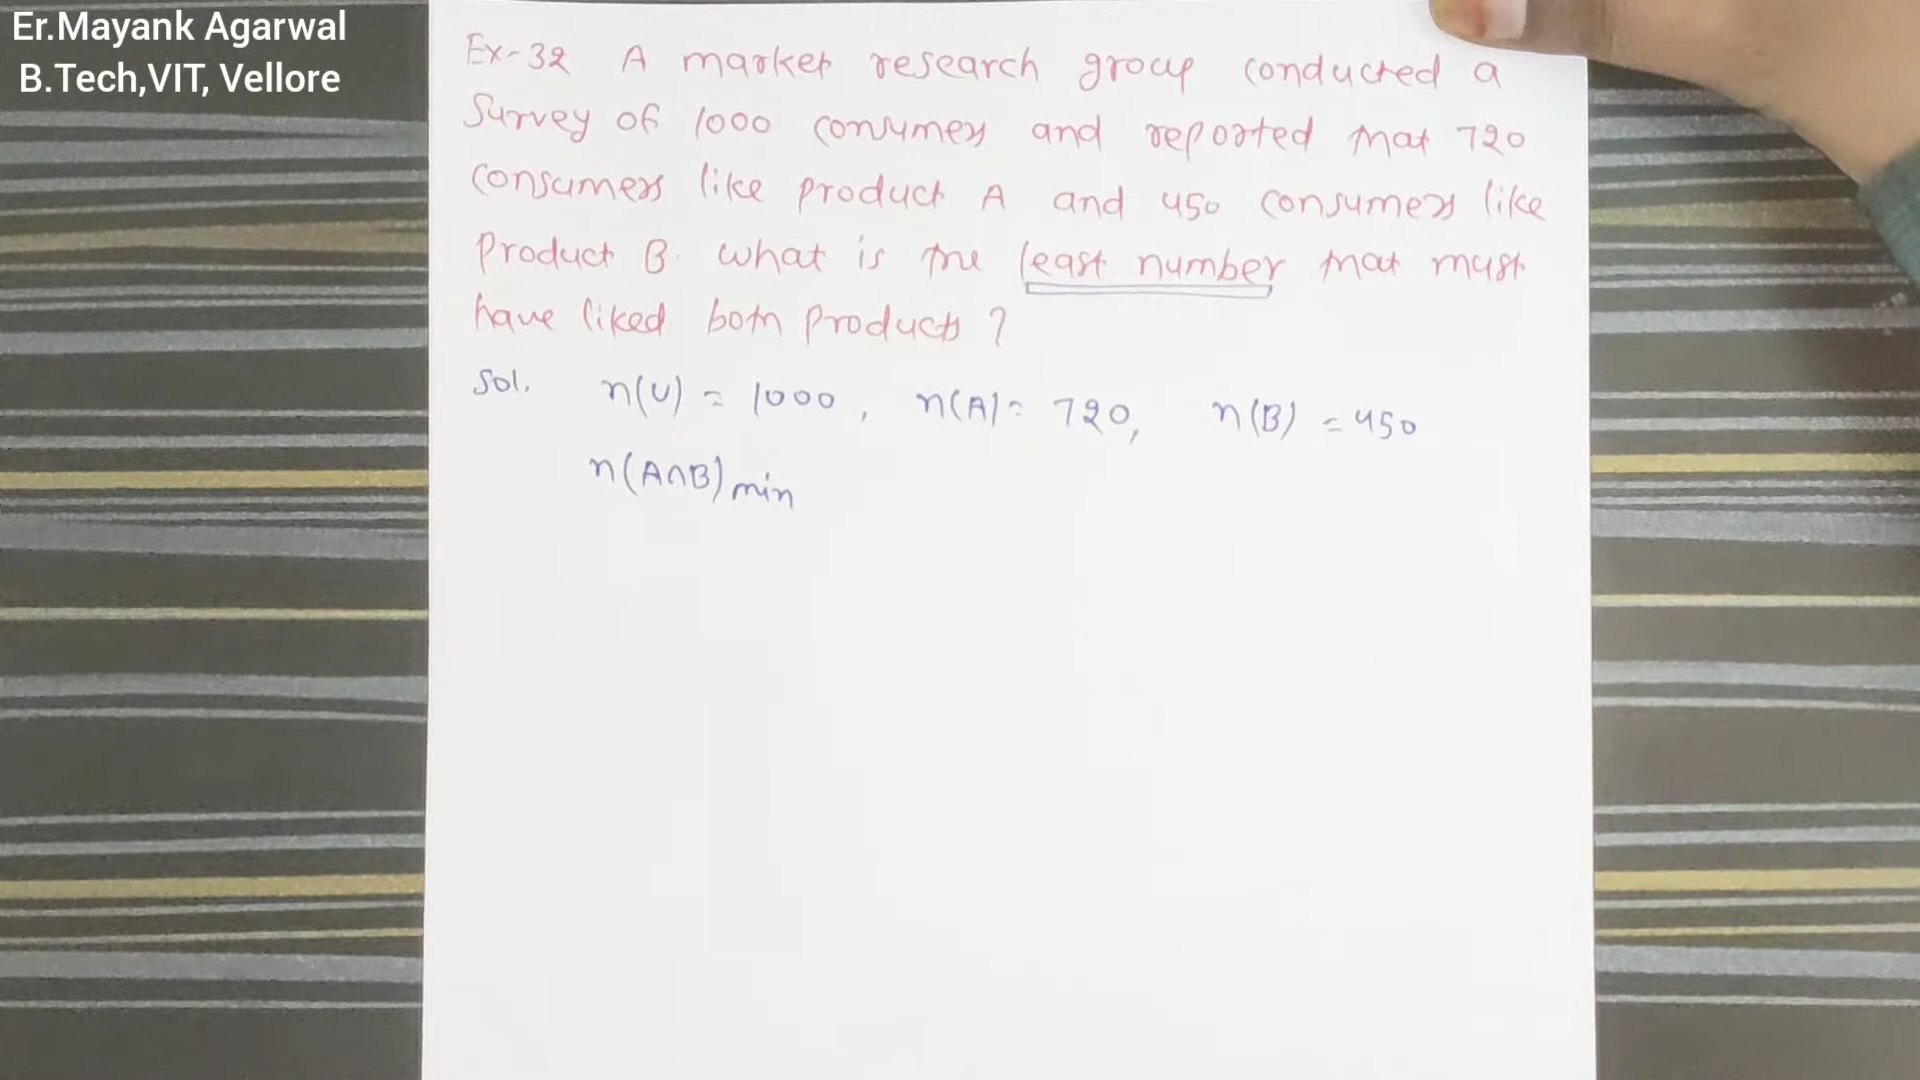 Er.Mayank Agarwal
B.Tech,VIT, Vellore
Ex-32 A market research group conducted a
Survey of 1000 consumers and reported that 720
consumers like product A and 450 consumers like
Product B. what is the least number that must
have liked both products ?
Sol. n(U) = 1000, n(A) = 720, n(B) = 450
n(A∩B) min